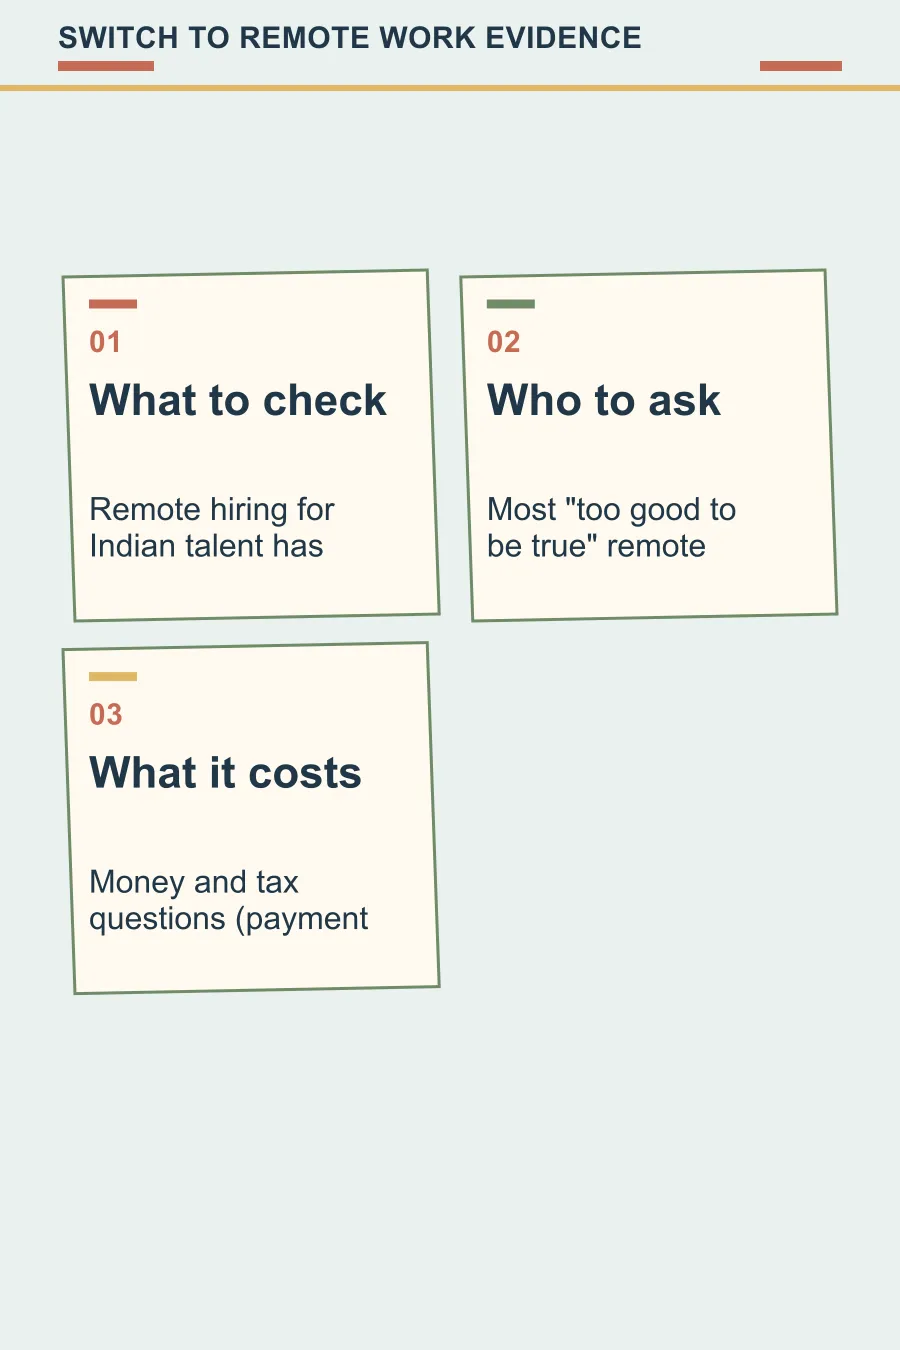 SWITCH TO REMOTE WORK EVIDENCE
01
What to check
Remote hiring for
Indian talent has
02
Who to ask
Most "too good to
be true" remote
03
What it costs
Money and tax
questions (payment